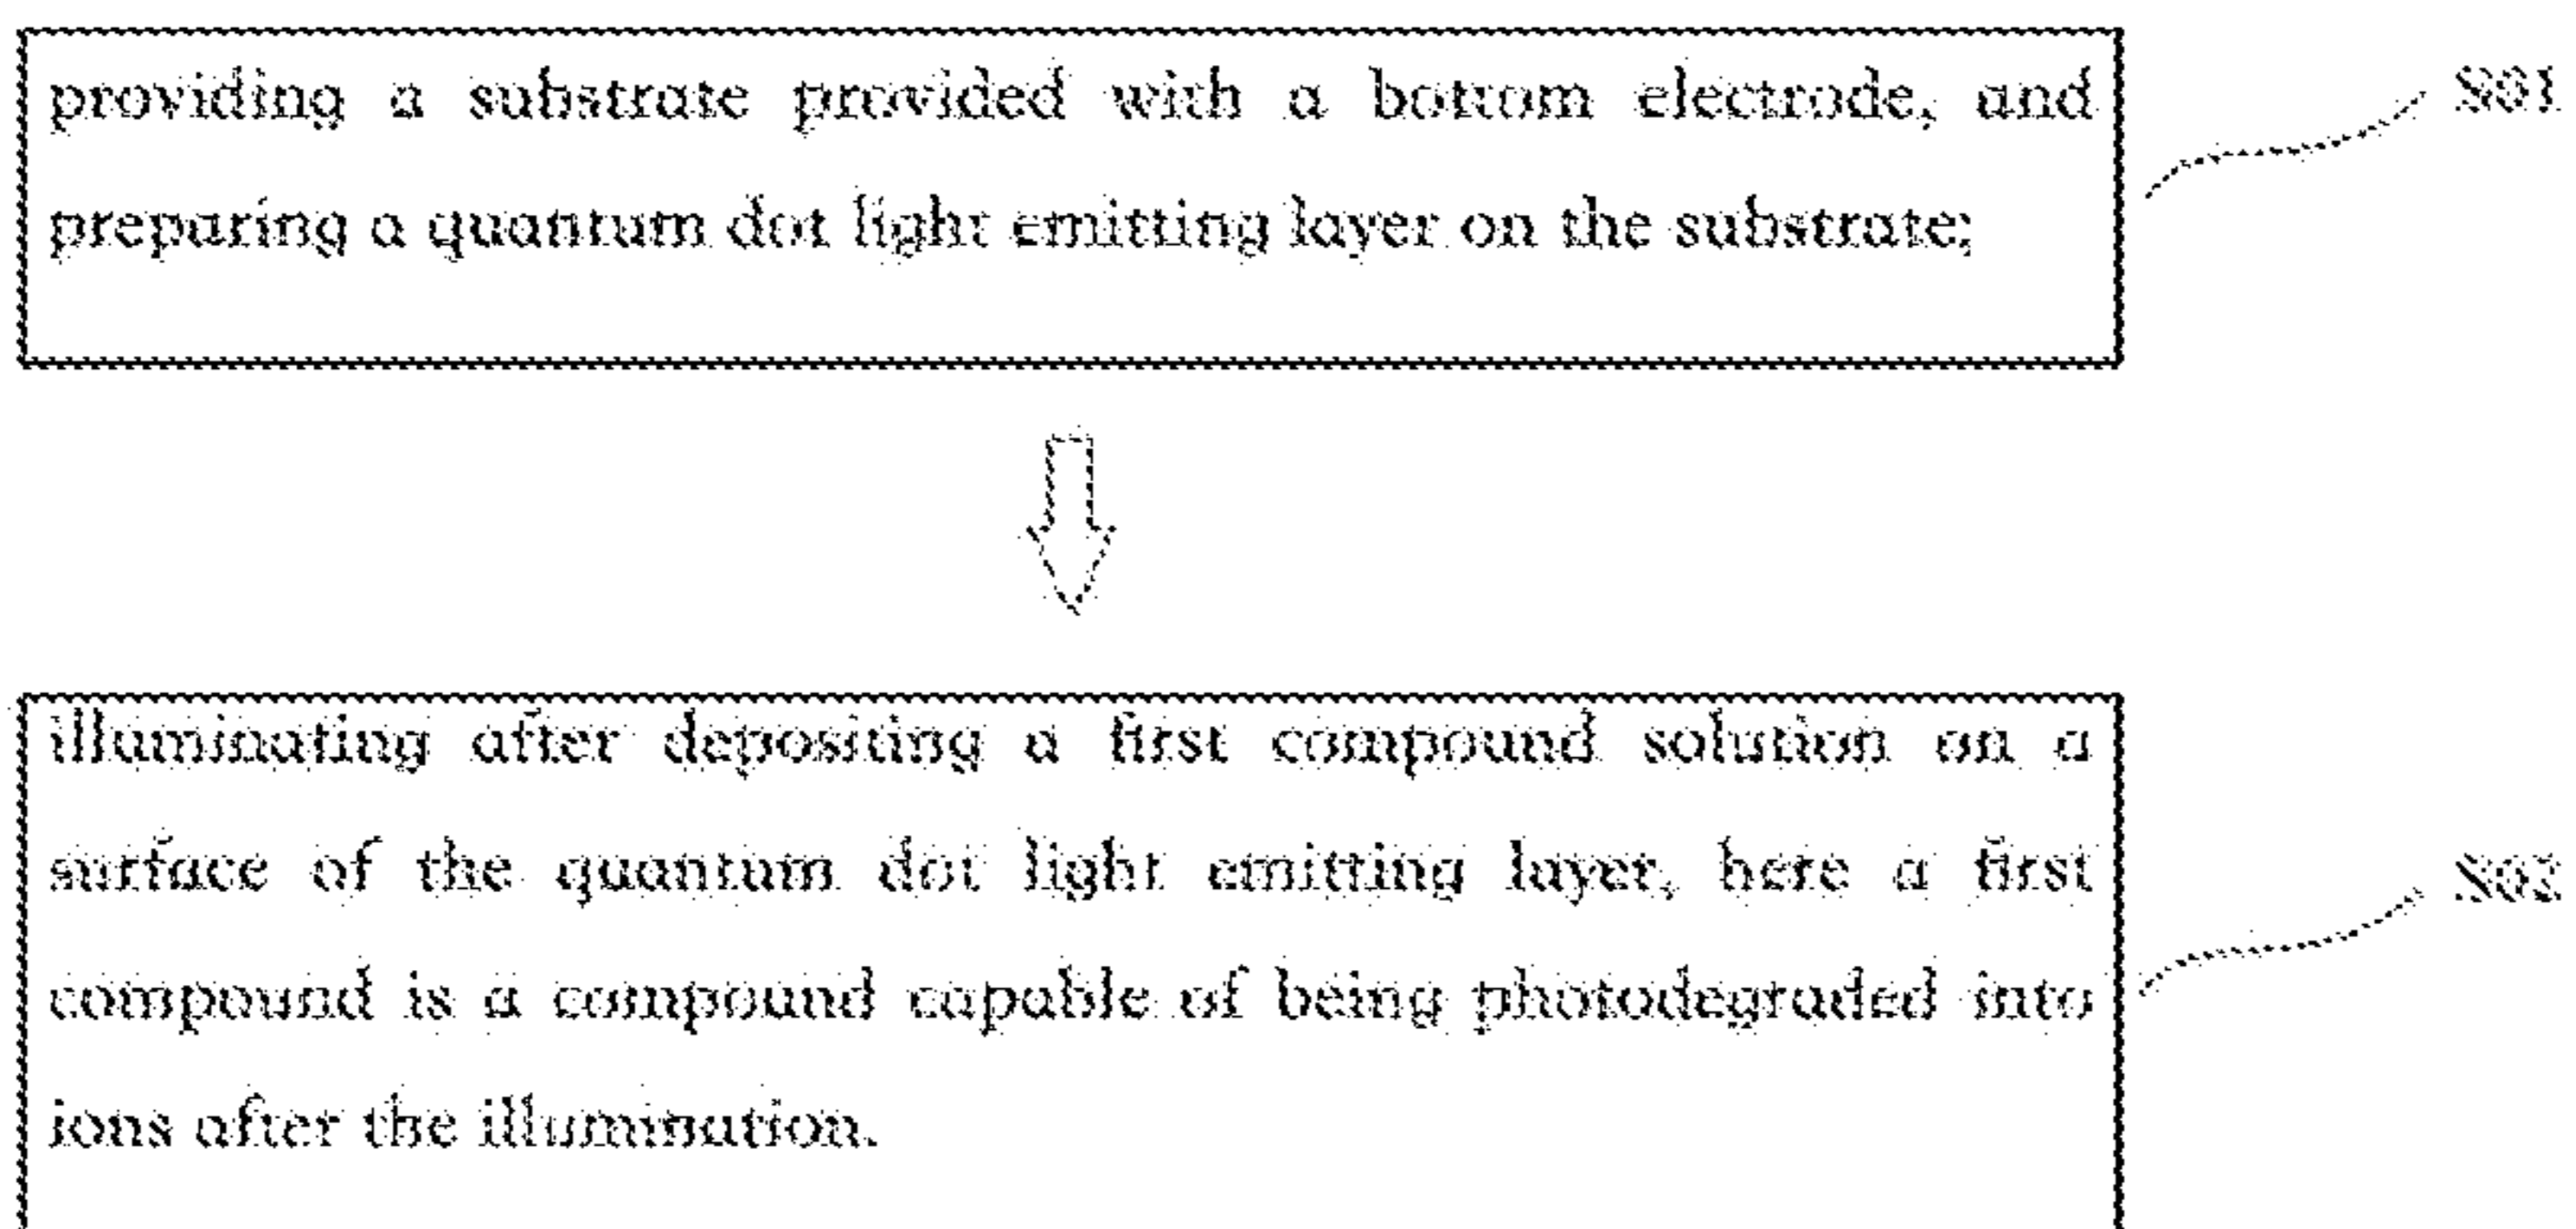 providing a substrate provided with a bottom electrode, and
S01
preparing a quantum dot light emitting layer on the substrate;
illuminating after depositing a first compound solution on a
surface of the quantum dot light emitting layer, here a first
S02
compound is a compound capable of being photodegraded into
ions after the illumination.